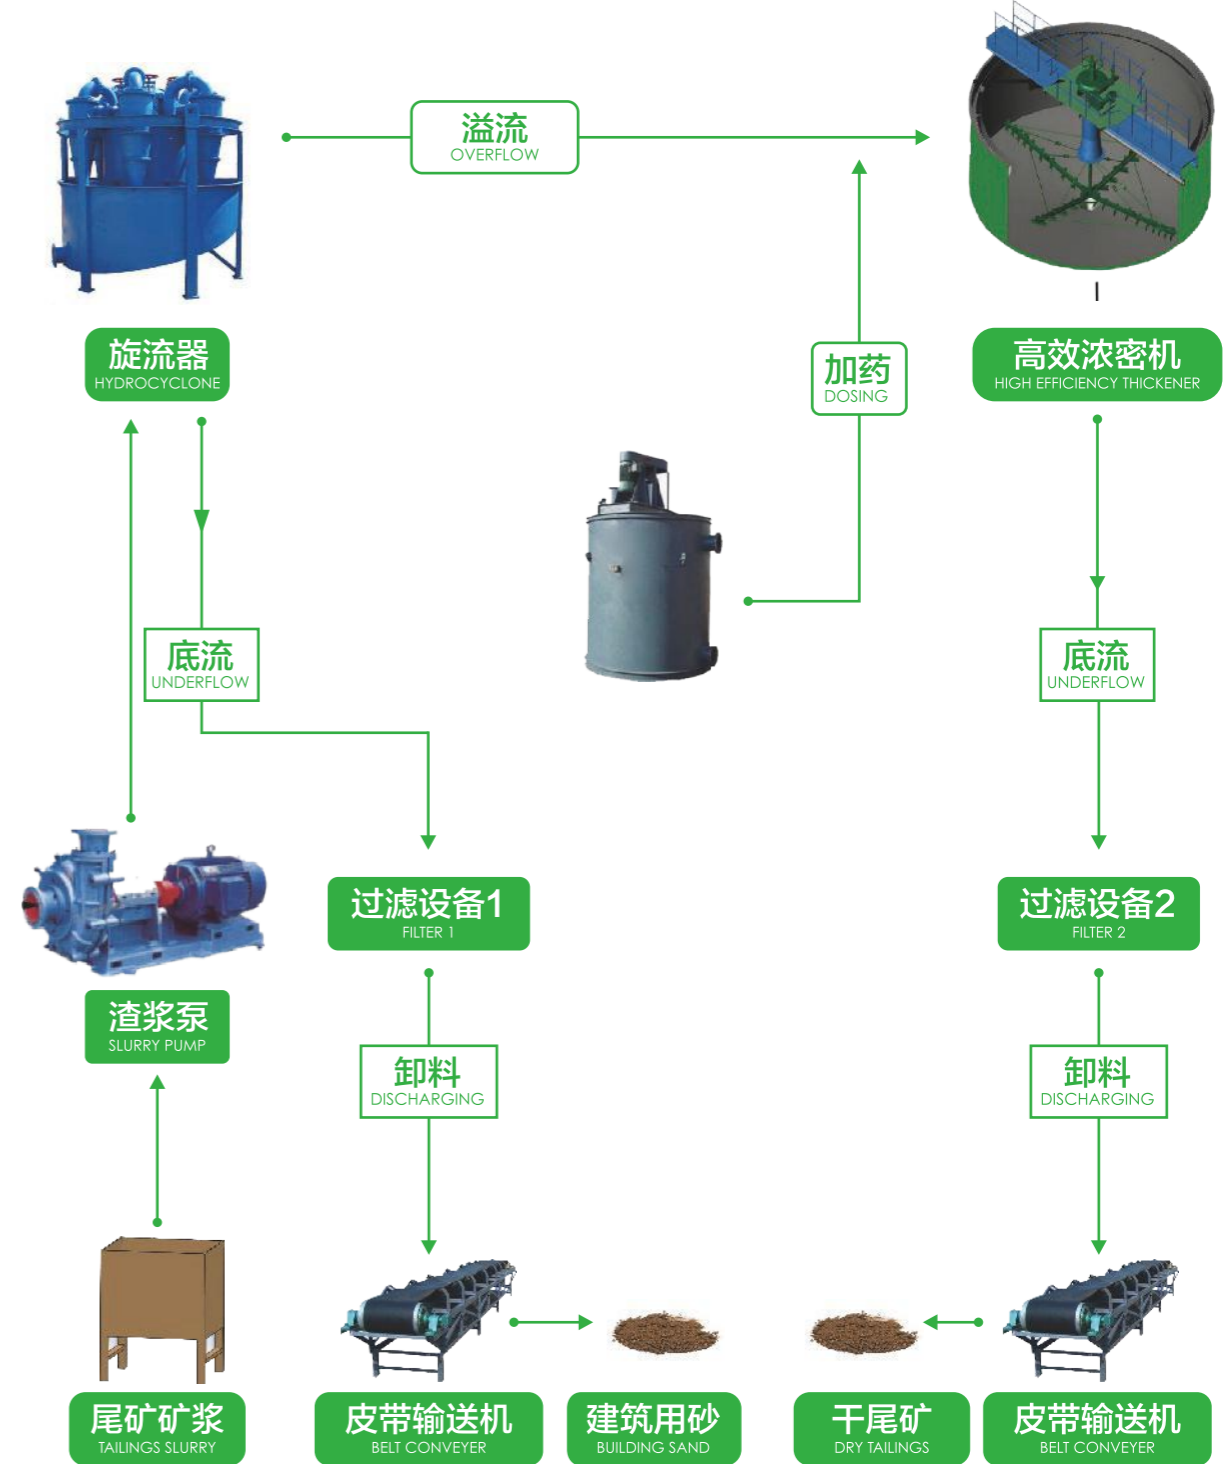 溢流
OVERFLOW
旋流器
HYDROCYCLONE
加药
DOSING
高效浓密机
HIGH EFFICIENCY THICKENER
底流
UNDERFLOW
底流
UNDERFLOW
过滤设备1
FILTER 1
过滤设备2
FILTER 2
渣浆泵
SLURRY PUMP
卸料
DISCHARGING
卸料
DISCHARGING
尾矿矿浆
TAILINGS SLURRY
皮带输送机
BELT CONVEYER
建筑用砂
BUILDING SAND
干尾矿
DRY TAILINGS
皮带输送机
BELT CONVEYER